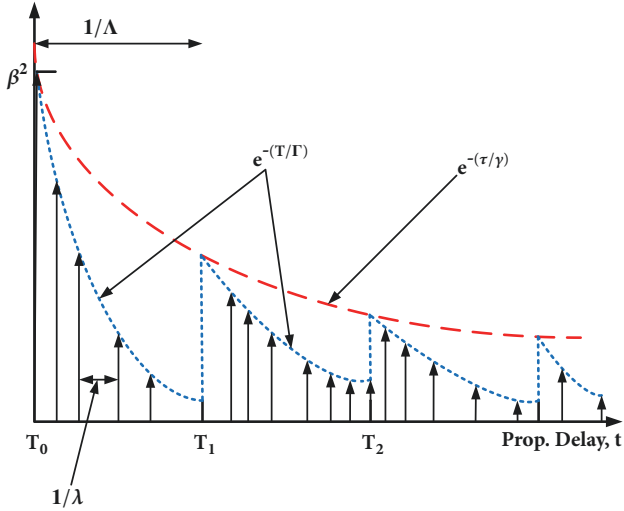 1/Λ
β²
e^-(T/Γ)
e^-(τ/γ)
T₀
T₁
T₂
Prop. Delay, t
1/λ